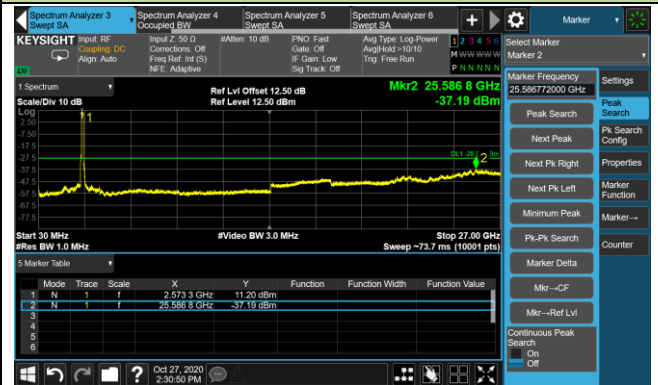 Spectrum Analyzer 3
Swept SA
Spectrum Analyzer 4
Occupied BW
Spectrum Analyzer 5
Swept SA
Spectrum Analyzer 6
Swept SA
Marker
KEYSIGHT
Input: RF
Coupling: DC
Align: Auto
Input Z: 50 Ω
Corrections: Off
Freq Ref: Int (S)
NFE: Adaptive
#Atten: 10 dB
PNO: Fast
Gate: Off
IF Gain: Low
Sig Track: Off
Avg Type: Log-Power
Avg|Hold:>10/10
Trig: Free Run
1 2 3 4 5 6
M W W W W W
P N N N N N
LVI
Select Marker
Marker 2
Marker Frequency
25.586772000 GHz
Peak Search
Next Peak
Next Pk Right
Next Pk Left
Minimum Peak
Pk-Pk Search
Marker Delta
Mkr→CF
Mkr→Ref Lvl
Continuous Peak
Search
On
Off
Settings
Peak
Search
Pk Search
Config
Properties
Marker
Function
Marker→
Counter
1 Spectrum
Scale/Div 10 dB
Log
Ref Lvl Offset 12.50 dB
Ref Level 12.50 dBm
Mkr2 25.586 8 GHz
-37.19 dBm
2.50
-7.50
-17.5
-27.5
-37.5
-47.5
-57.5
-67.5
-77.5
1
2
Start 30 MHz
#Res BW 1.0 MHz
#Video BW 3.0 MHz
Stop 27.00 GHz
Sweep ~73.7 ms (10001 pts)
5 Marker Table
Mode Trace Scale X Y Function Function Width Function Value
1 N 1 f 2.573 3 GHz 11.20 dBm
2 N 1 f 25.586 8 GHz -37.19 dBm
3
4
5
6
Oct 27, 2020
2:30:50 PM